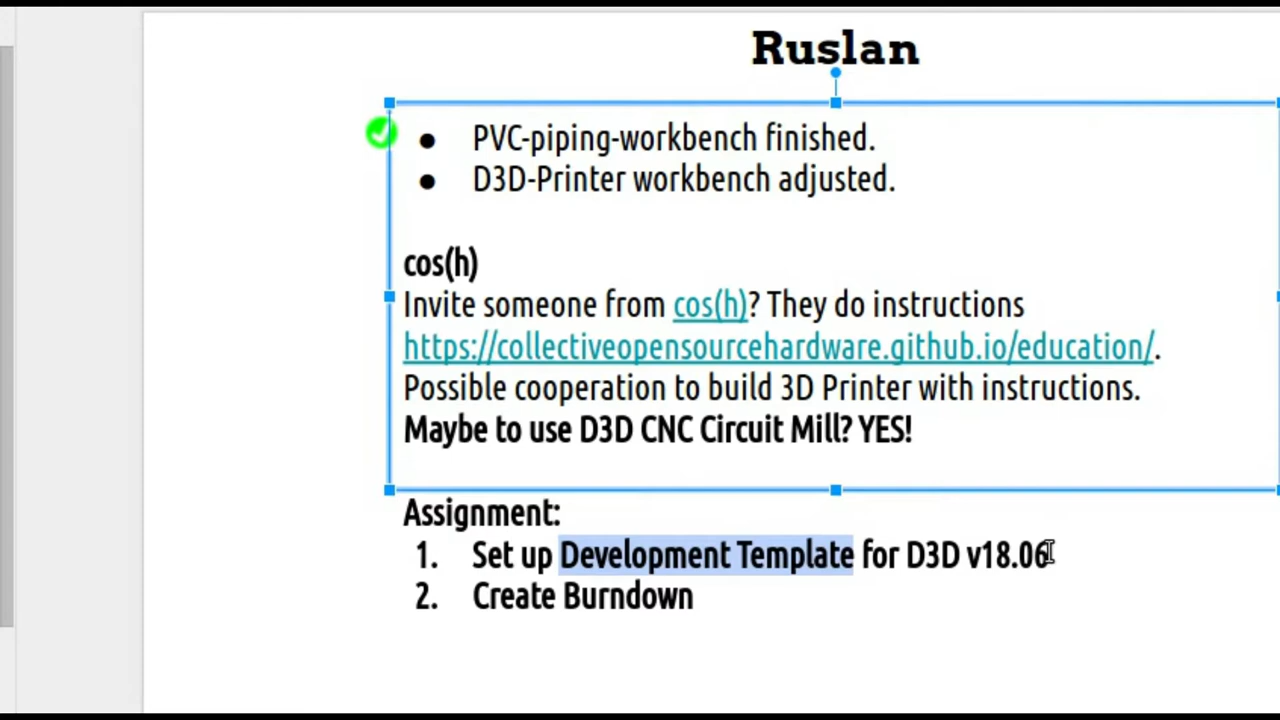 Ruslan
● PVC-piping-workbench finished.
● D3D-Printer workbench adjusted.
cos(h)
Invite someone from cos(h)? They do instructions
https://collectiveopensourcehardware.github.io/education/.
Possible cooperation to build 3D Printer with instructions.
Maybe to use D3D CNC Circuit Mill? YES!
Assignment:
1. Set up Development Template for D3D v18.06
2. Create Burndown